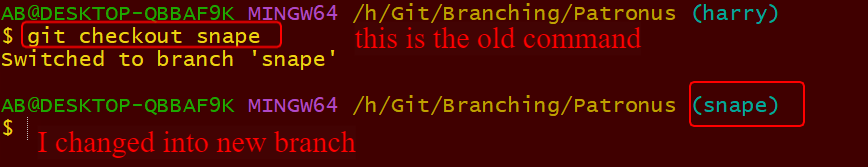 AB@DESKTOP-QBBAF9K MINGW64 /h/Git/Branching/Patronus (harry)
$ git checkout snape this is the old command
Switched to branch 'snape'
AB@DESKTOP-QBBAF9K MINGW64 /h/Git/Branching/Patronus (snape)
$ I changed into new branch